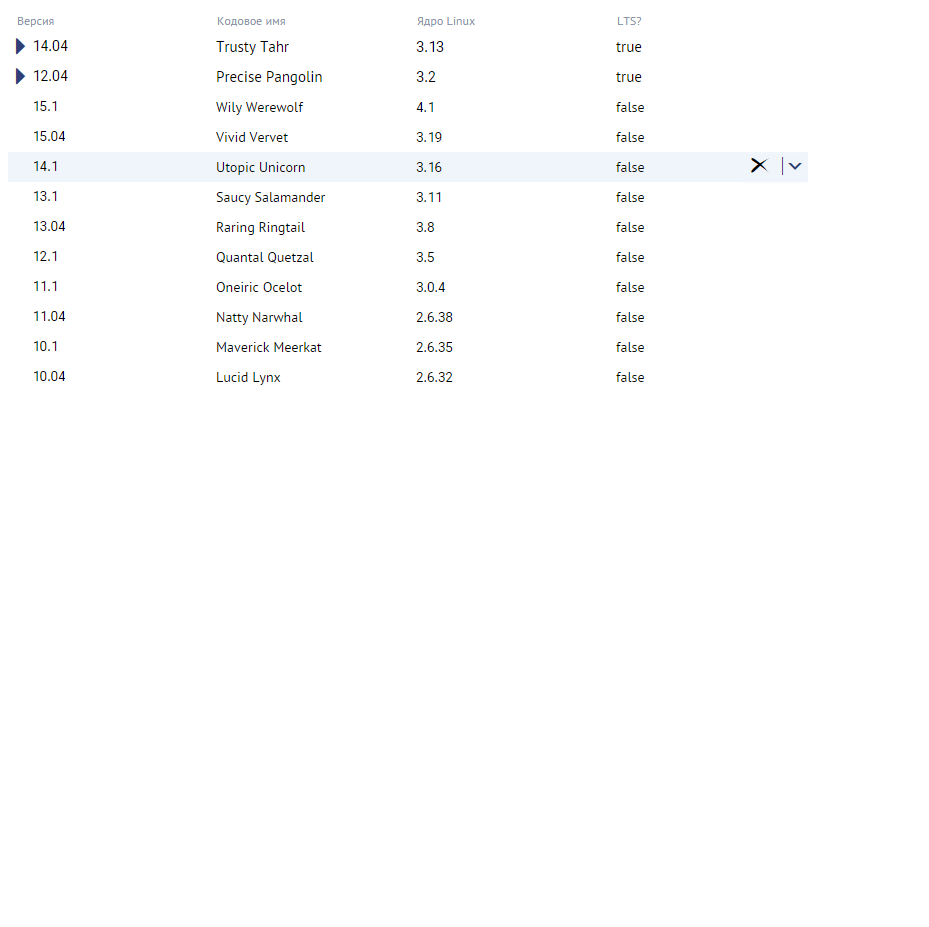 Версия Кодовое имя Ядро Linux LTS?
14.04 Trusty Tahr 3.13 true
12.04 Precise Pangolin 3.2 true
15.1 Wily Werewolf 4.1 false
15.04 Vivid Vervet 3.19 false
14.1 Utopic Unicorn 3.16 false
13.1 Saucy Salamander 3.11 false
13.04 Raring Ringtail 3.8 false
12.1 Quantal Quetzal 3.5 false
11.1 Oneiric Ocelot 3.0.4 false
11.04 Natty Narwhal 2.6.38 false
10.1 Maverick Meerkat 2.6.35 false
10.04 Lucid Lynx 2.6.32 false